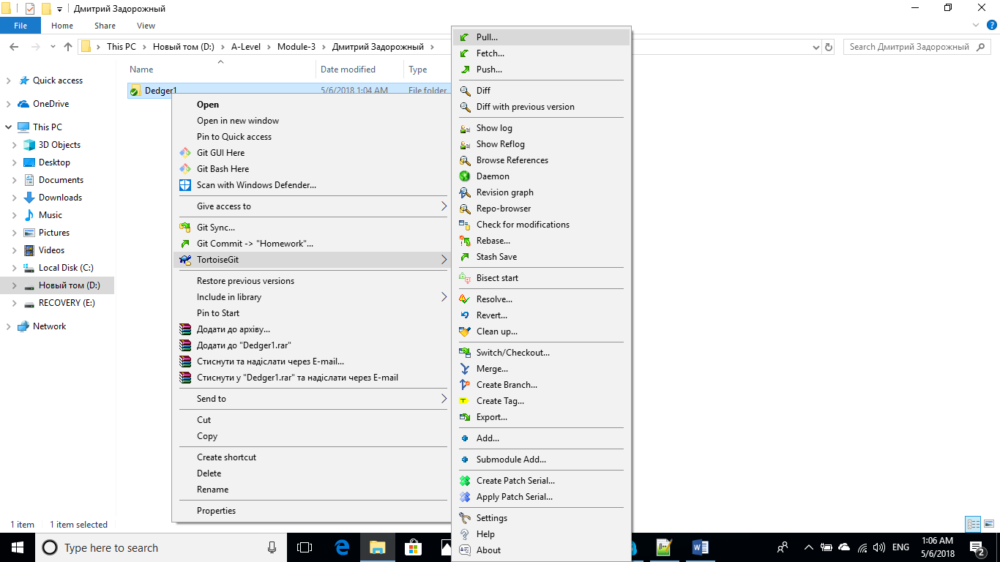 Дмитрий Задорожный
File Home Share View
This PC Новый том (D:) A-Level Module-3 Дмитрий Задорожный
Search Дмитрий Задорожный
Name Date modified Type
Dedger1 5/6/2018 1:04 AM File folder
Quick access
OneDrive
This PC
3D Objects
Desktop
Documents
Downloads
Music
Pictures
Videos
Local Disk (C:)
Новый том (D:)
RECOVERY (E:)
Network
Open
Open in new window
Pin to Quick access
Git GUI Here
Git Bash Here
Scan with Windows Defender...
Give access to
Git Sync...
Git Commit -> "Homework"...
TortoiseGit
Restore previous versions
Include in library
Pin to Start
Додати до архіву...
Додати до "Dedger1.rar"
Стиснути та надіслати через E-mail...
Стиснути у "Dedger1.rar" та надіслати через E-mail
Send to
Cut
Copy
Create shortcut
Delete
Rename
Properties
Pull...
Fetch...
Push...
Diff
Diff with previous version
Show log
Show Reflog
Browse References
Daemon
Revision graph
Repo-browser
Check for modifications
Rebase...
Stash Save
Bisect start
Resolve...
Revert...
Clean up...
Switch/Checkout...
Merge...
Create Branch...
Create Tag...
Export...
Add...
Submodule Add...
Create Patch Serial...
Apply Patch Serial...
Settings
Help
About
1 item 1 item selected
Type here to search
ENG
1:06 AM
5/6/2018
2